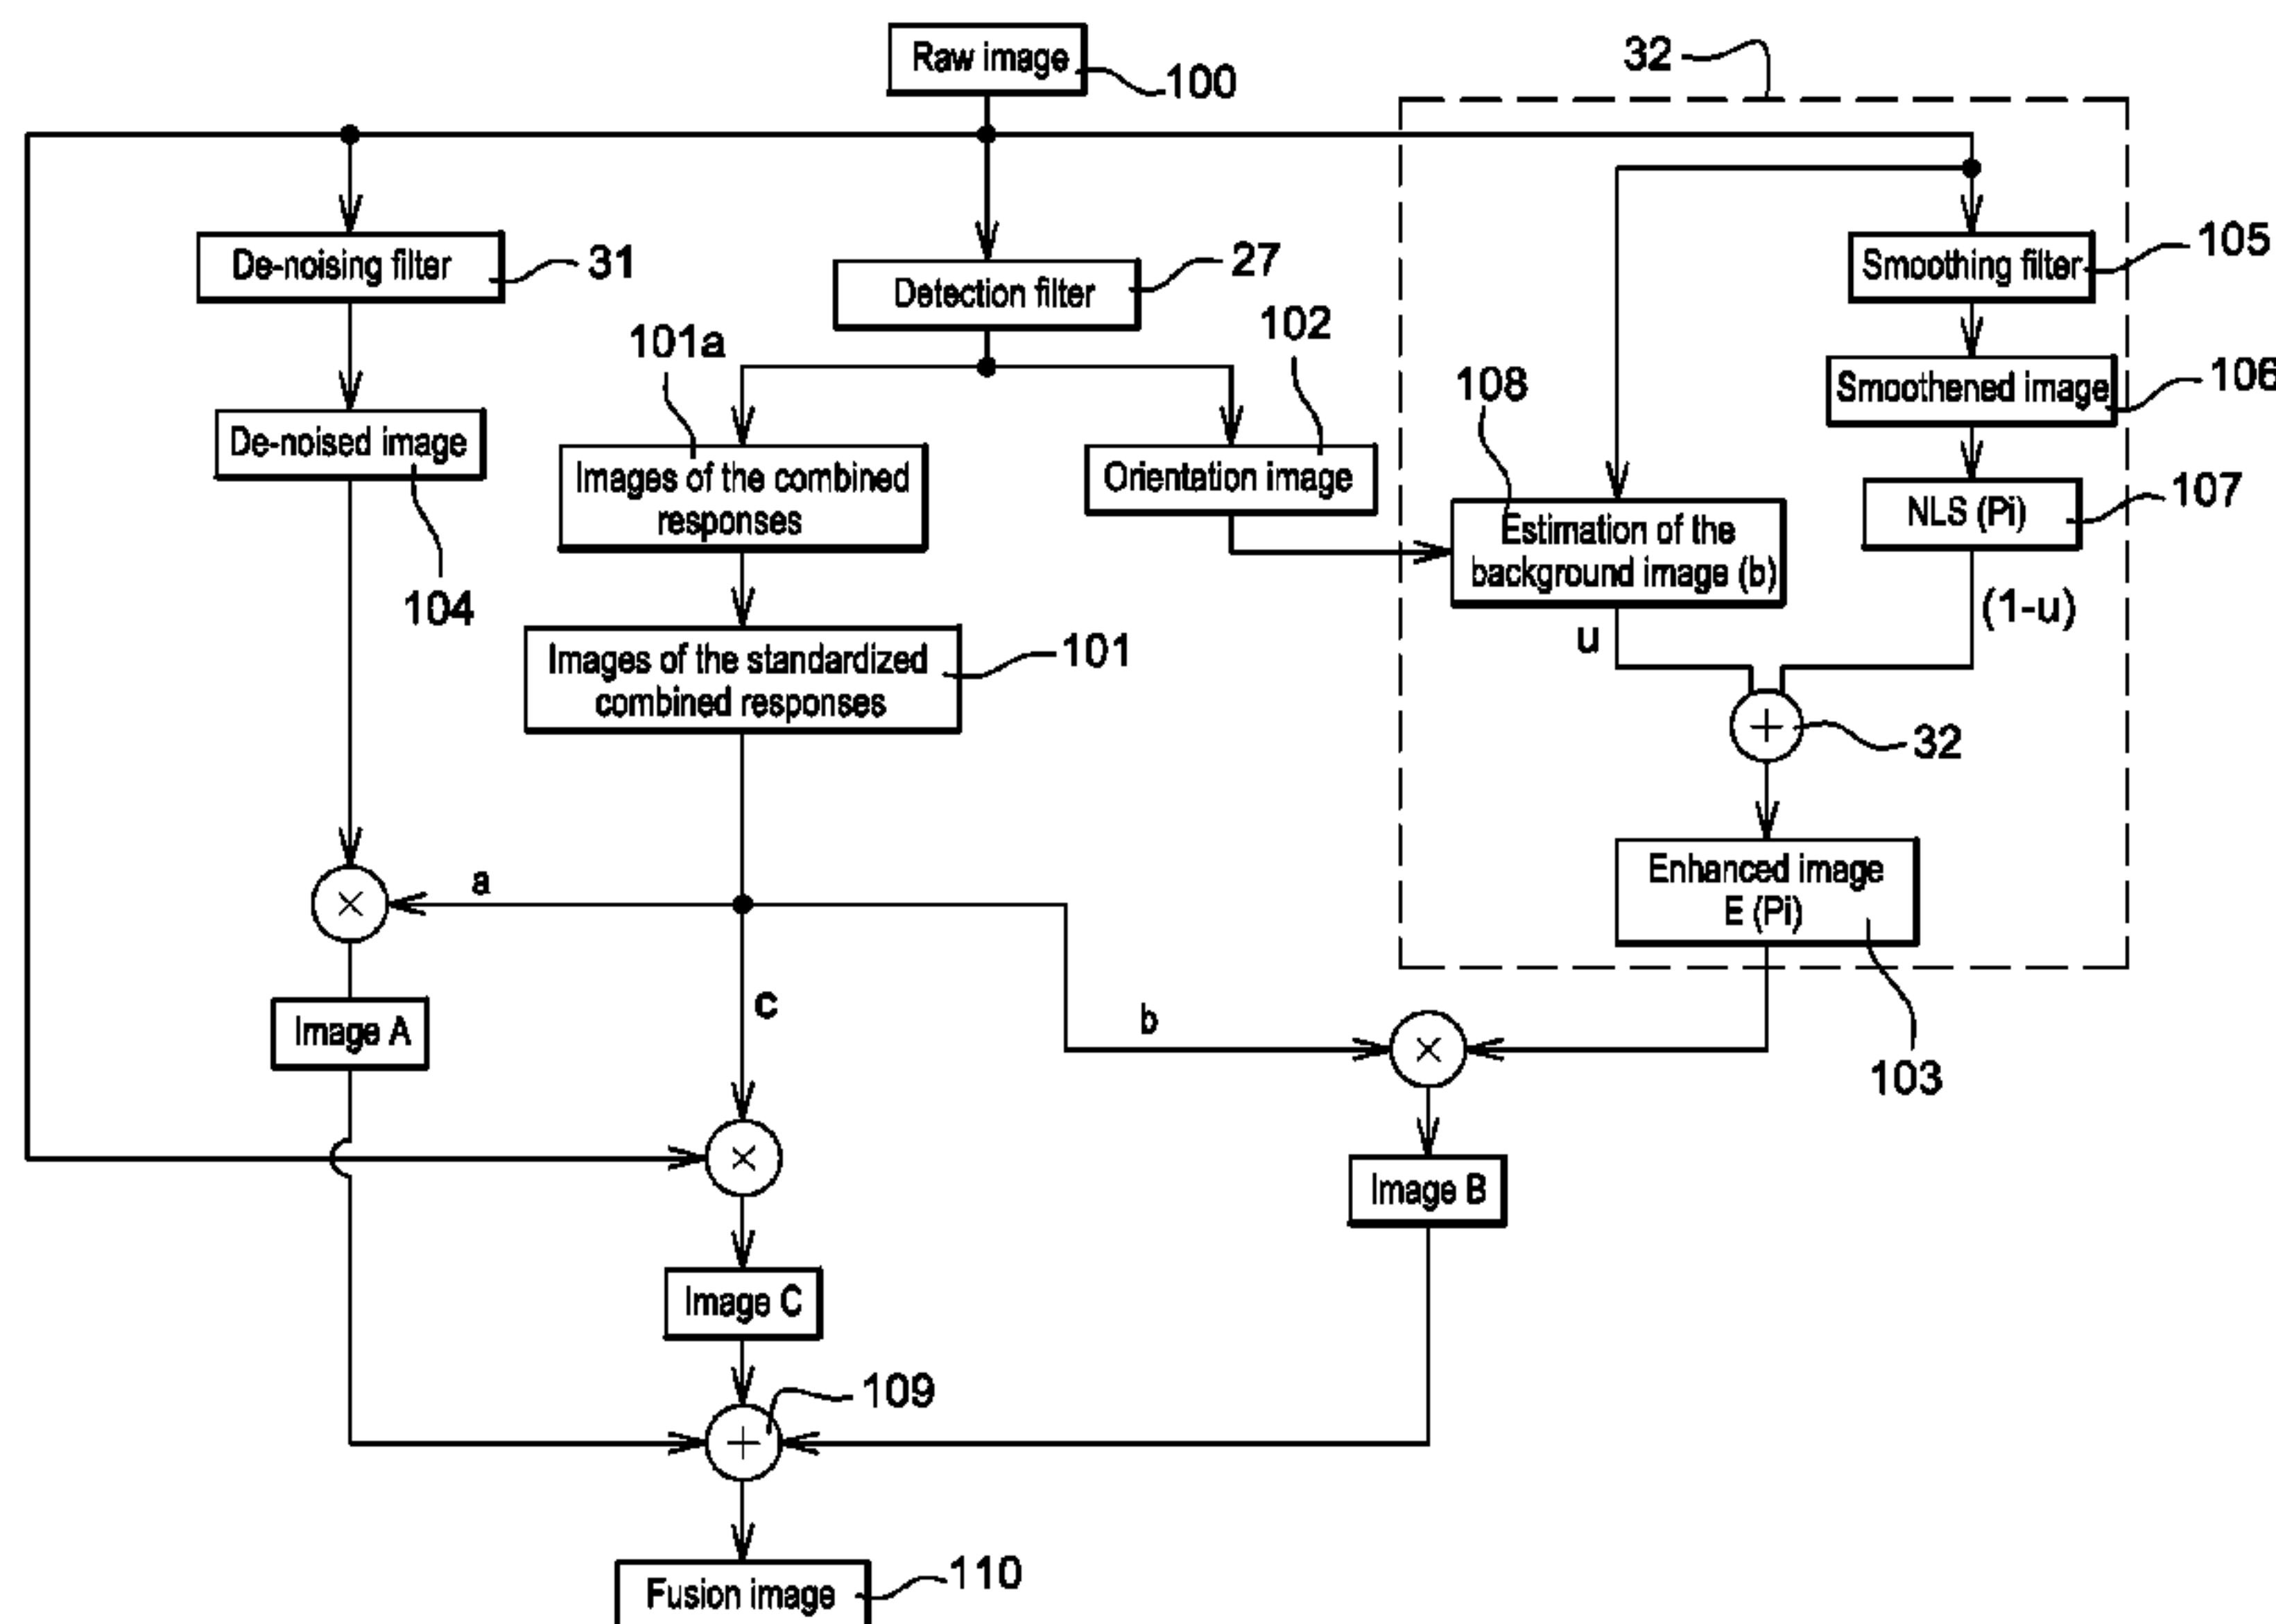 Raw image
100
32
De-noising filter
31
Detection filter
27
Smoothing filter
105
101a
102
108
Smoothened image
106
De-noised image
104
Images of the combined
responses
Orientation image
Estimation of the
background image (b)
NLS (Pi)
107
u
(1-u)
Images of the standardized
combined responses
101
+
32
Enhanced image
E (Pi)
103
×
a
c
b
×
Image A
×
Image B
Image C
109
+
Fusion image
110